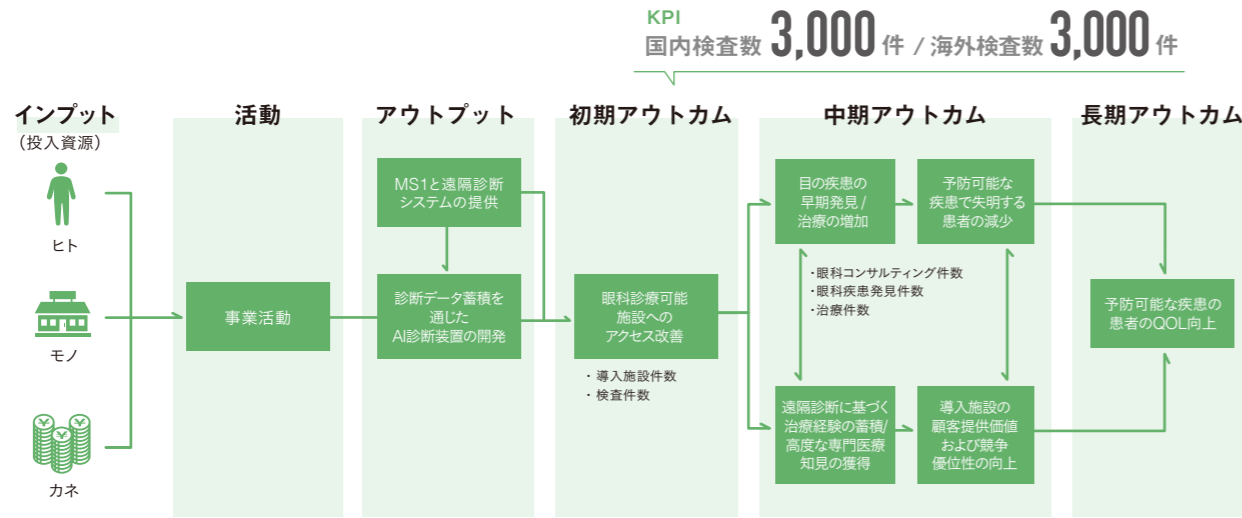 KPI
国内検査数 3,000 件 / 海外検査数 3,000 件
インプット
（投入資源）
ヒト
モノ
カネ
活動
事業活動
アウトプット
MS1と遠隔診断
システムの提供
診断データ蓄積を
通じた
AI診断装置の開発
初期アウトカム
眼科診療可能
施設への
アクセス改善
・導入施設件数
・検査件数
中期アウトカム
目の疾患の
早期発見 /
治療の増加
予防可能な
疾患で失明する
患者の減少
・眼科コンサルティング件数
・眼科疾患発見件数
・治療件数
遠隔診断に基づく
治療経験の蓄積/
高度な専門医療
知見の獲得
導入施設の
顧客提供価値
および競争
優位性の向上
長期アウトカム
予防可能な疾患の
患者のQOL向上